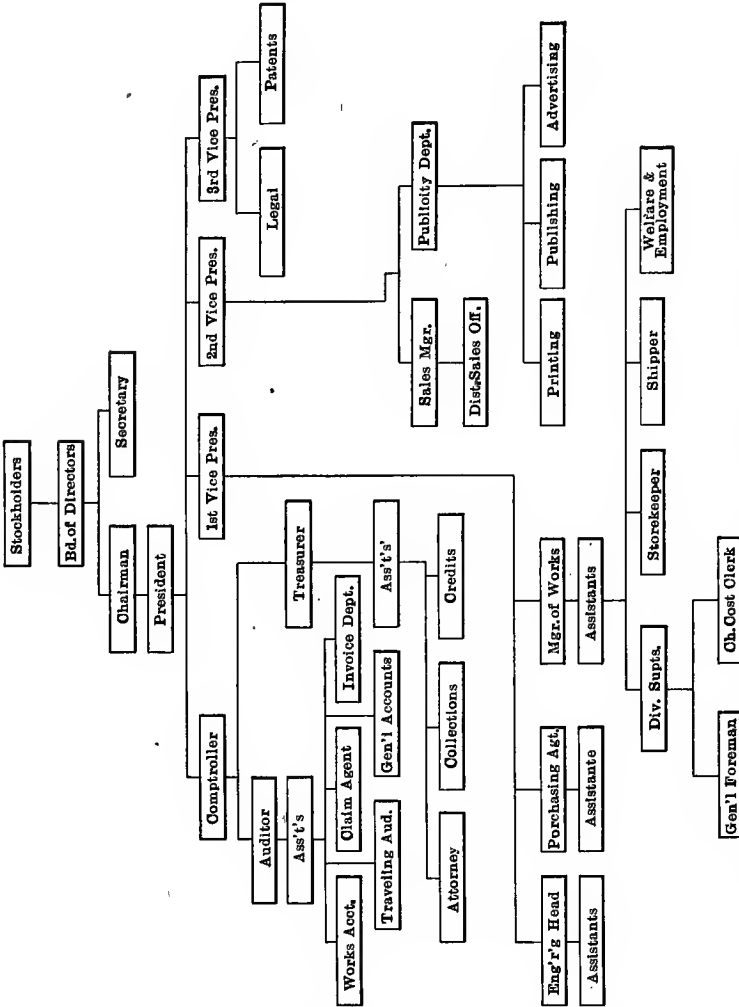 Stockholders
Bd.of Directors
Chairman
Secretary
President
Comptroller
1st Vice Pres.
2nd Vice Pres.
3rd Vice Pres.
Auditor
Treasurer
Legal
Patents
Ass't's
Works Acct.
Claim Agent
Invoice Dept.
Traveling Aud.
Gen'l Accounts
Ass't's'
Attorney
Collections
Credits
Sales Mgr.
Publicity Dept.
Dist.Sales Off.
Printing
Publishing
Advertising
Eng'r'g Head
Porchasing Agt.
Mgr.of Works
Assistants
Assistante
Assistants
Div. Supts.
Storekeeper
Shipper
Welfare &
Employment
Gen'l Foreman
Ch.Cost Clerk